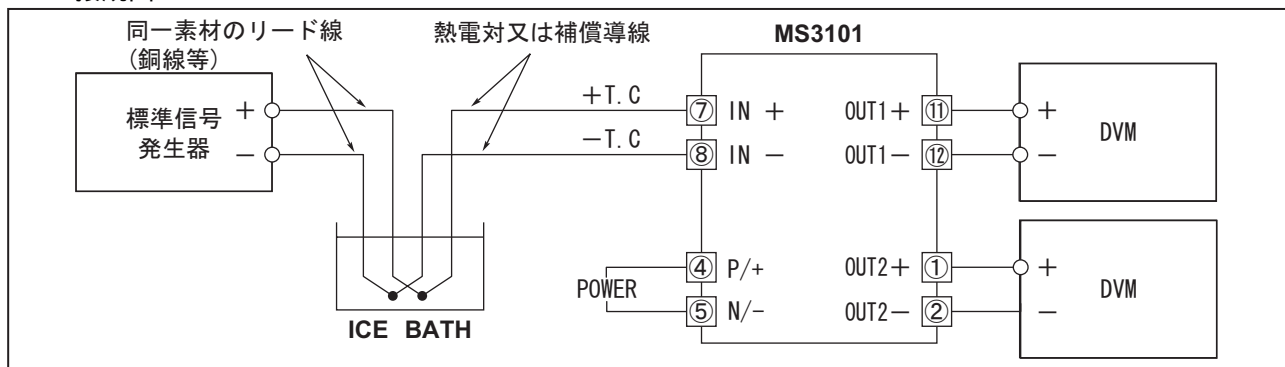 同一素材のリード線
(銅線等)
熱電対又は補償導線
MS3101
標準信号
発生器
+
−
+T.C
−T.C
⑦ IN +
⑧ IN −
OUT1+ ⑪
OUT1− ⑫
+
−
DVM
POWER
④ P/+
⑤ N/−
OUT2+ ①
OUT2− ②
+
−
DVM
ICE BATH